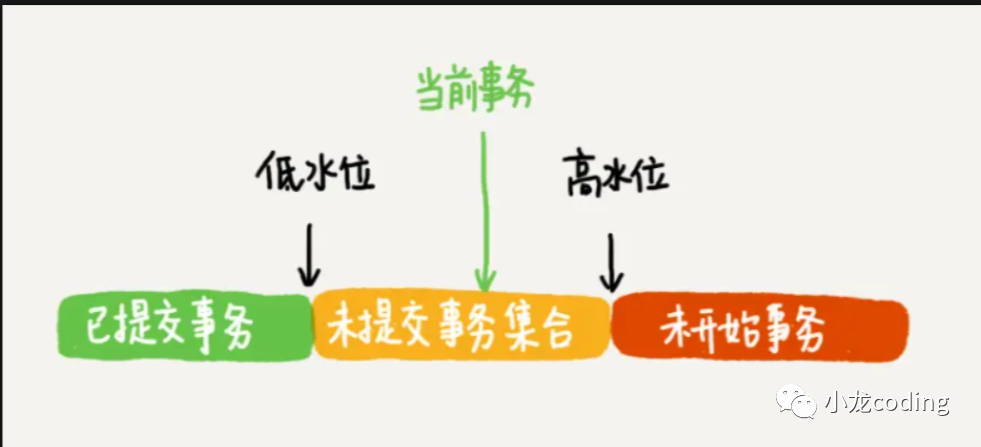 当前事务
低水位
高水位
已提交事务
未提交事务集合
未开始事务
小龙coding